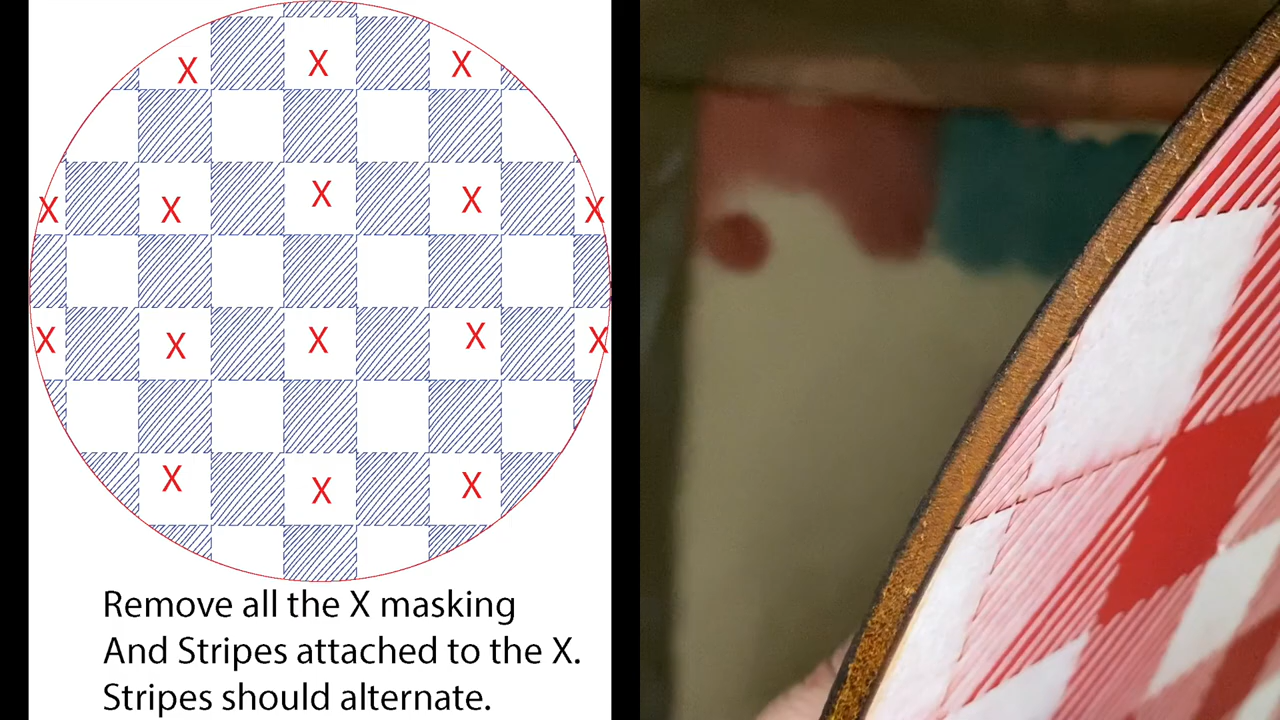 X X X
X X X X X
X X X X X
X X X
Remove all the X masking
And Stripes attached to the X.
Stripes should alternate.